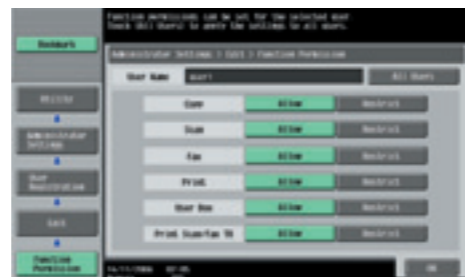 Function permissions can be set for the selected user.
Touch [All Users] to apply the settings to all users.
Bookmark
Administrator Settings > Edit > Function Permission
User Name
All Users
Utility
Administrator
Settings
User
Registration
Edit
Function
Permission
Copy Allow Restrict
Scan Allow Restrict
Fax Allow Restrict
Print Allow Restrict
User Box Allow Restrict
Print Scan/Fax TX Allow Restrict
OK